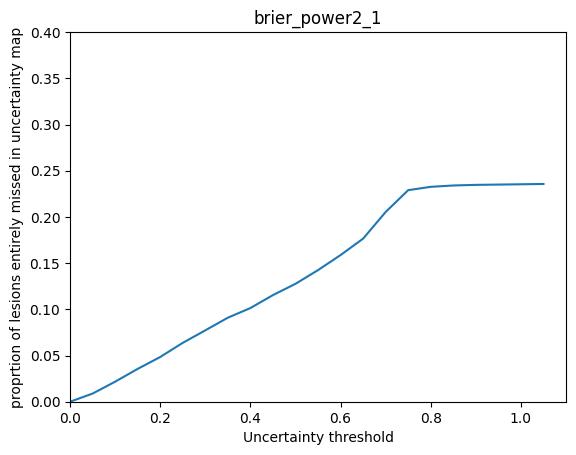 brier_power2_1
proprtion of lesions entirely missed in uncertainty map
0.40
0.35
0.30
0.25
0.20
0.15
0.10
0.05
0.00
0.0 0.2 0.4 0.6 0.8 1.0
Uncertainty threshold